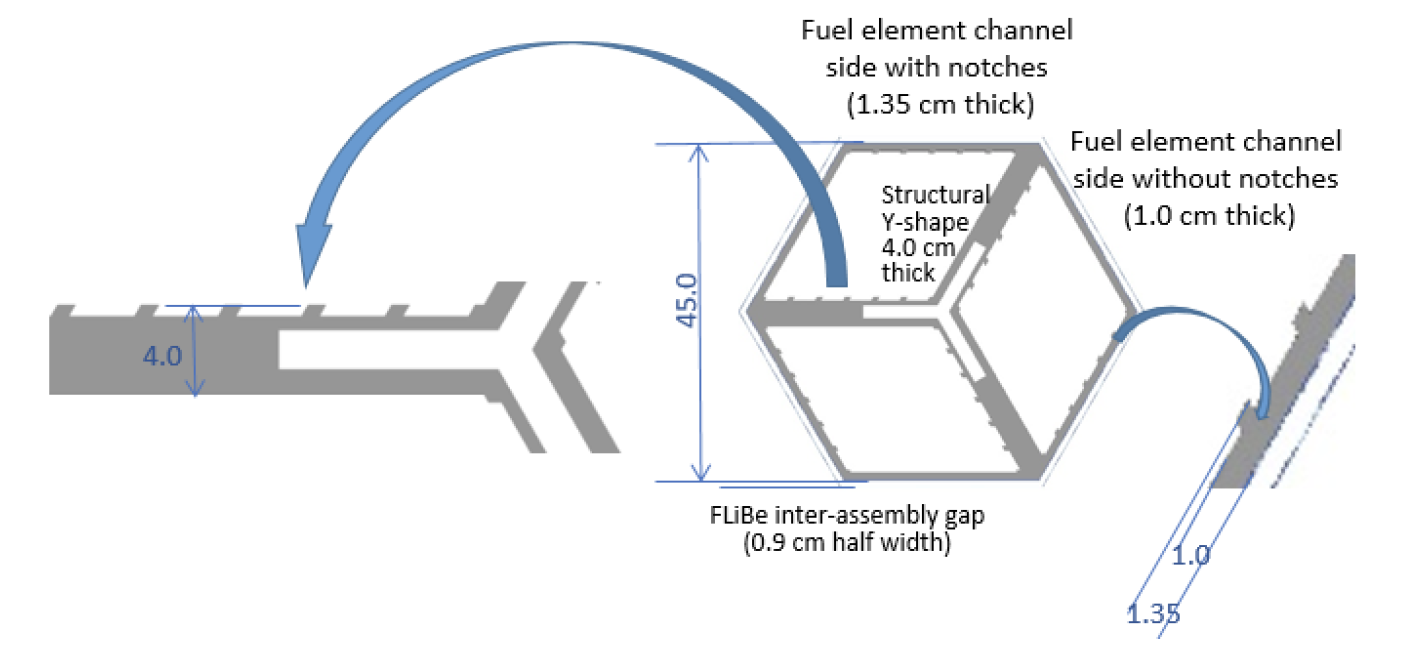 Fuel element channel
side with notches
(1.35 cm thick)
Fuel element channel
side without notches
(1.0 cm thick)
Structural
Y-shape
4.0 cm
thick
45.0
4.0
FLiBe inter-assembly gap
(0.9 cm half width)
1.0
1.35